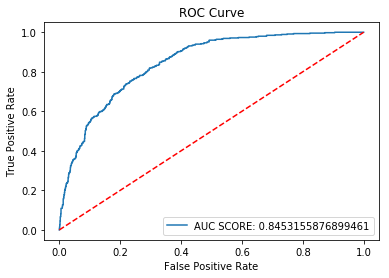 ROC Curve
1.0
0.8
0.6
0.4
0.2
0.0
True Positive Rate
AUC SCORE: 0.8453155876899461
0.0 0.2 0.4 0.6 0.8 1.0
False Positive Rate